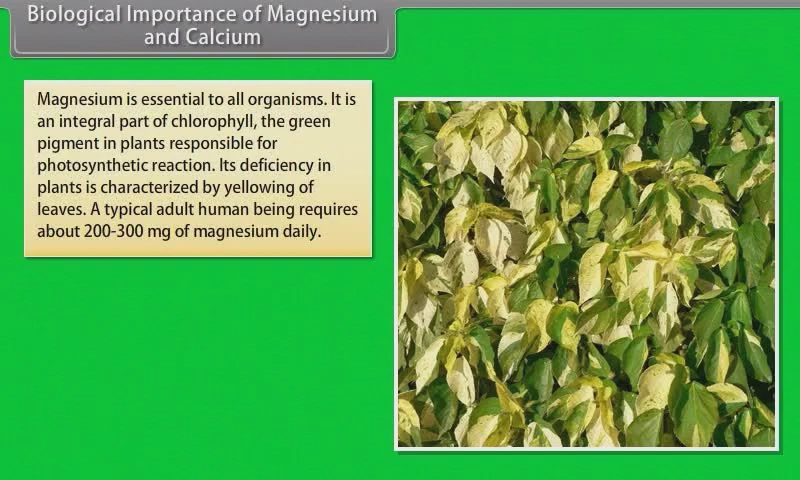 Biological Importance of Magnesium
and Calcium
Magnesium is essential to all organisms. It is
an integral part of chlorophyll, the green
pigment in plants responsible for
photosynthetic reaction. Its deficiency in
plants is characterized by yellowing of
leaves. A typical adult human being requires
about 200-300 mg of magnesium daily.